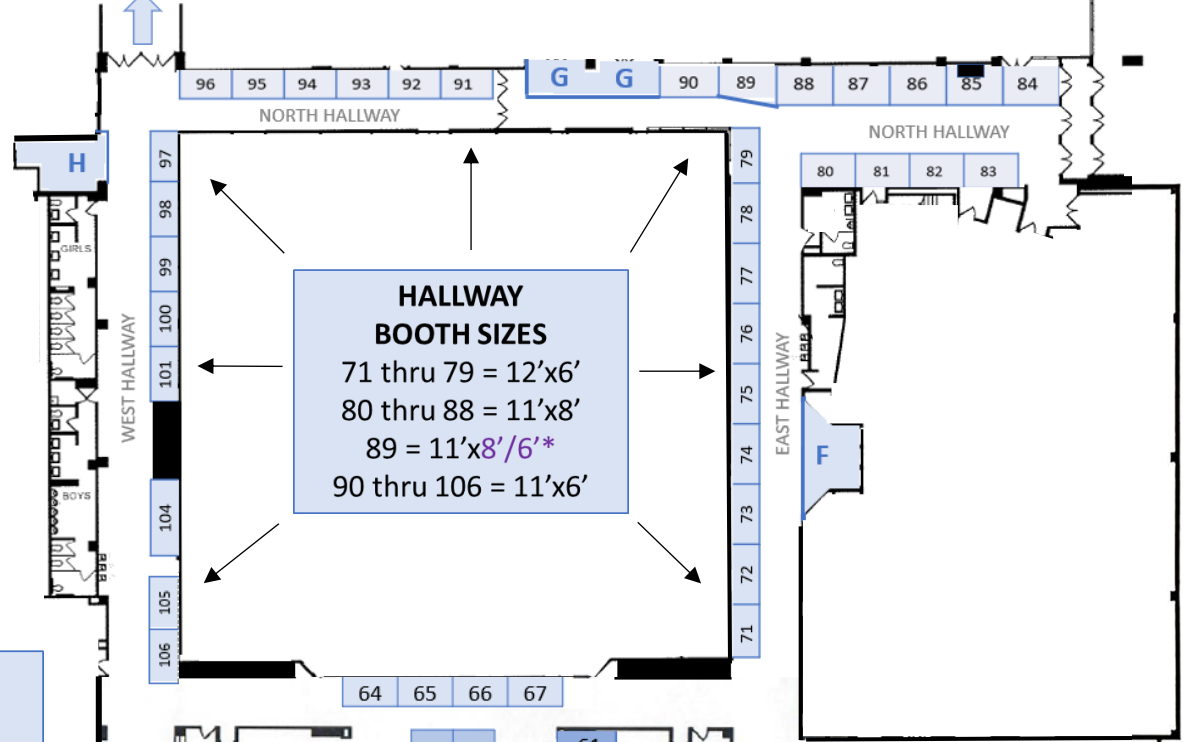 96 95 94 93 92 91
G G
90 89 88 87 86 85 84
NORTH HALLWAY
NORTH HALLWAY
H
97
98
99
100
101
104
105
106
79
78
77
76
75
74
73
72
71
80 81 82 83
GIRLS
BOYS
WEST HALLWAY
EAST HALLWAY
F
HALLWAY
BOOTH SIZES
71 thru 79 = 12’x6’
80 thru 88 = 11’x8’
89 = 11’x8’/6’*
90 thru 106 = 11’x6’
64 65 66 67